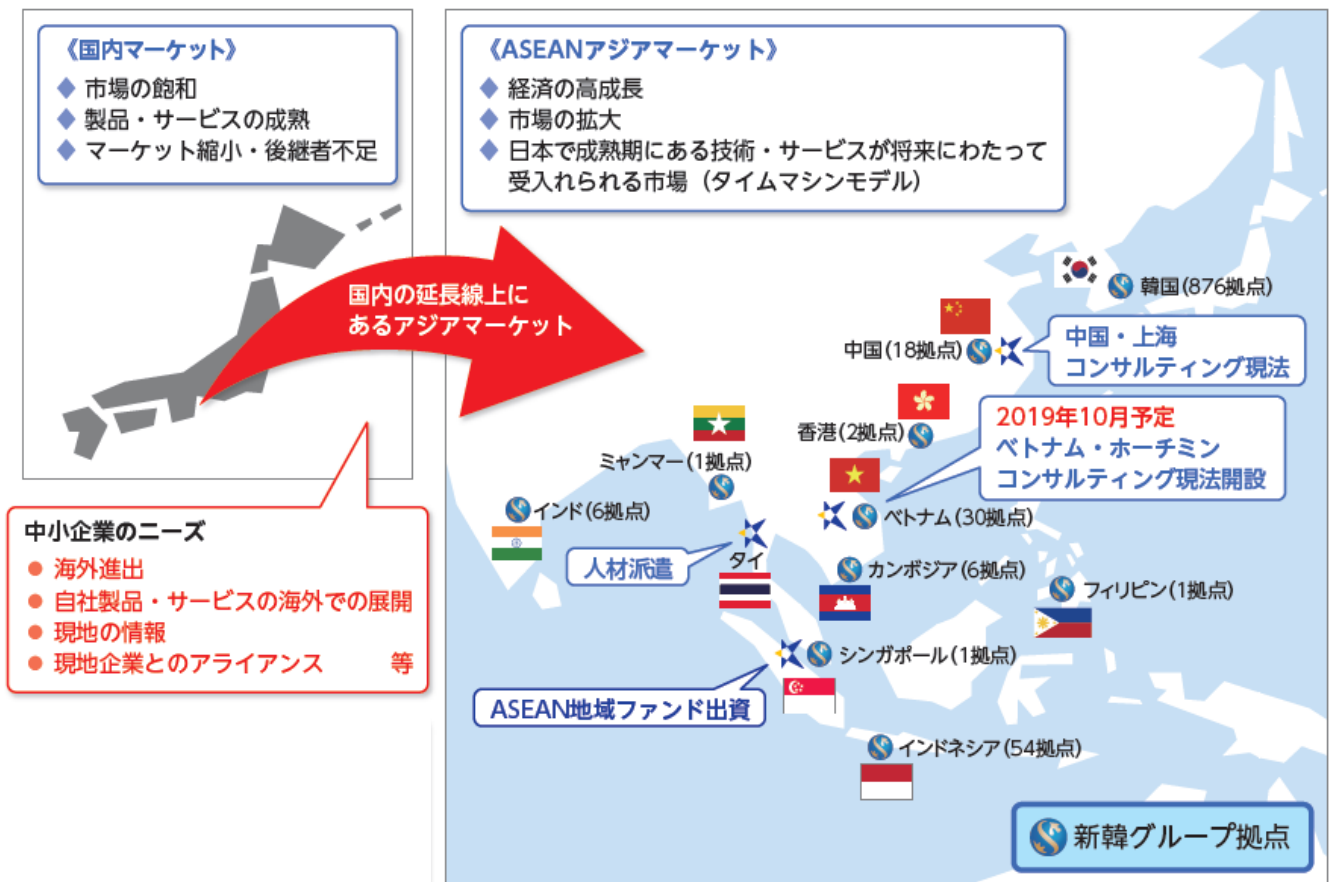 《国内マーケット》
◆ 市場の飽和
◆ 製品・サービスの成熟
◆ マーケット縮小・後継者不足
《ASEANアジアマーケット》
◆ 経済の高成長
◆ 市場の拡大
◆ 日本で成熟期にある技術・サービスが将来にわたって
受入れられる市場（タイムマシンモデル）
国内の延長線上に
あるアジアマーケット
中小企業のニーズ
● 海外進出
● 自社製品・サービスの海外での展開
● 現地の情報
● 現地企業とのアライアンス 等
韓国(876拠点)
中国(18拠点)
中国・上海
コンサルティング現法
香港(2拠点)
2019年10月予定
ベトナム・ホーチミン
コンサルティング現法開設
ミャンマー(1拠点)
インド(6拠点)
ベトナム(30拠点)
人材派遣
タイ
カンボジア(6拠点)
フィリピン(1拠点)
シンガポール(1拠点)
ASEAN地域ファンド出資
インドネシア(54拠点)
新韓グループ拠点